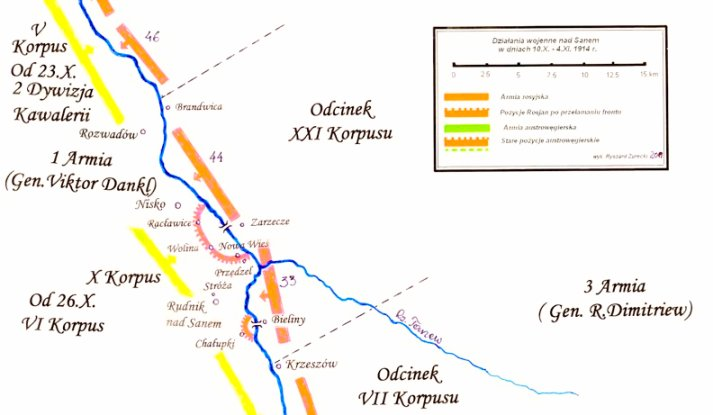 V
Korpus
Od 23.X.
2 Dywizja
Kawalerii
46
Brandwica
Rozwadów
Odcinek
XXI Korpusu
1 Armia
(Gen. Viktor Dankl)
44
Nisko
Racławice
Zarzecze
Wolina
Nowa Wieś
Przędzel
X Korpus
Stróża
33
Od 26.X.
VI Korpus
Rudnik
nad Sanem
Bieliny
Chałupki
Krzeszów
3 Armia
( Gen. R.Dimitriew)
Odcinek
VII Korpusu
Działania wojenne nad Sanem
w dniach 10.X. - 4.XI. 1914 r.
0 2.5 5 7.5 10 12.5 15 km
Armia rosyjska
Pozycje Rosjan po przełamaniu frontu
Armia austrowęgierska
Stałe pozycje austrowęgierskie